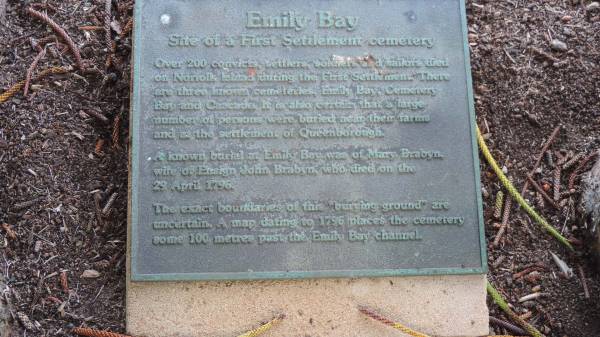 Emily Bay
Site of a First Settlement cemetery
Over 200 convicts, settlers, soldiers and sailors died
on Norfolk Island during the First Settlement. There
are three known cemeteries, Emily Bay, Cemetery
Bay and Cascade. It is also certain that a large
number of persons were buried near their farms
and at the settlement of Queenborough.
A known burial at Emily Bay was of Mary Brabyn,
wife of Ensign John Brabyn, who died on the
29 April 1796.
The exact boundaries of this "burying ground" are
uncertain. A map dating to 1796 places the cemetery
some 100 metres past the Emily Bay channel.